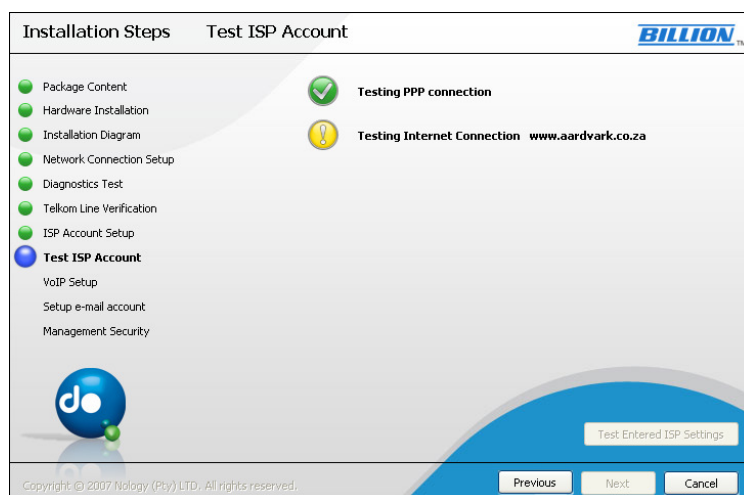 Installation Steps Test ISP Account
BILLION TM
Package Content
Hardware Installation
Installation Diagram
Network Connection Setup
Diagnostics Test
Telkom Line Verification
ISP Account Setup
Test ISP Account
VoIP Setup
Setup e-mail account
Management Security
Testing PPP connection
Testing Internet Connection www.aardvark.co.za
do
Test Entered ISP Settings
Copyright © 2007 Nology (Pty) LTD. All rights reserved.
Previous Next Cancel